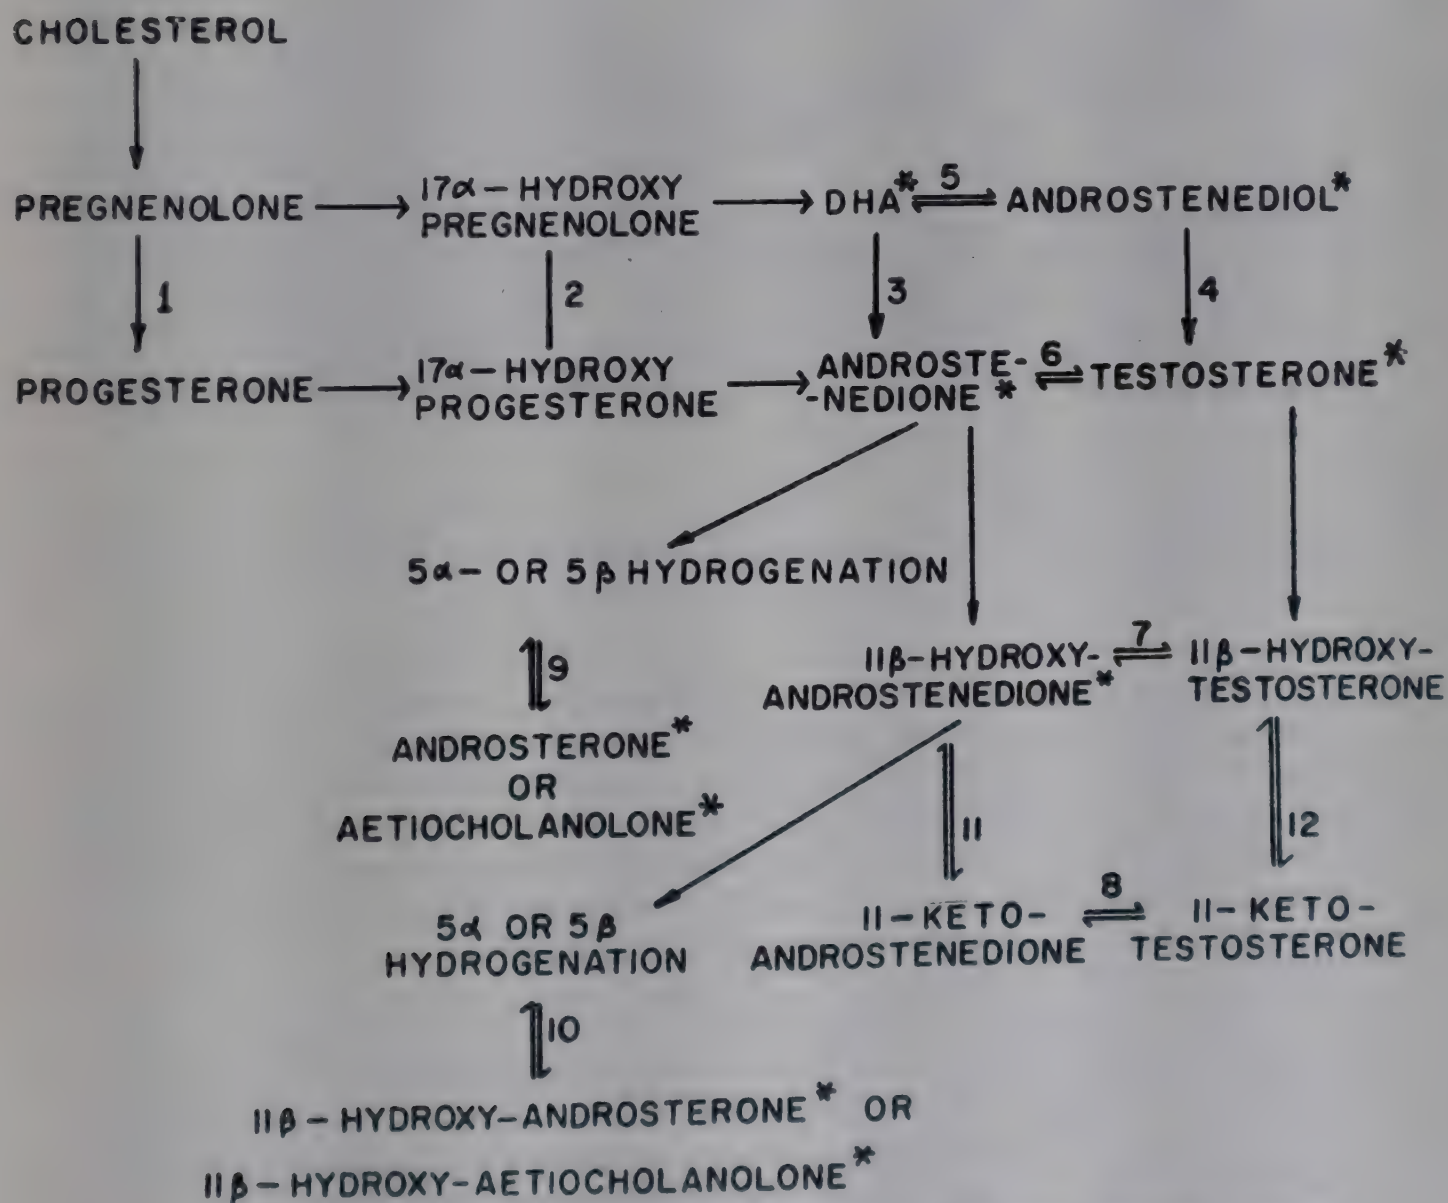 CHOLESTEROL
PREGNENOLONE
17α-HYDROXY
PREGNENOLONE
DHA*
5
ANDROSTENEDIOL*
1
2
3
4
PROGESTERONE
17α-HYDROXY
PROGESTERONE
ANDROSTE-
-NEDIONE *
6
TESTOSTERONE*
5α- OR 5β HYDROGENATION
9
ANDROSTERONE*
OR
AETIOCHOLANOLONE*
11β-HYDROXY-
ANDROSTENEDIONE*
7
11β-HYDROXY-
TESTOSTERONE
11
12
5α OR 5β
HYDROGENATION
11-KETO-
ANDROSTENEDIONE
8
11-KETO-
TESTOSTERONE
10
11β-HYDROXY-ANDROSTERONE* OR
11β-HYDROXY-AETIOCHOLANOLONE*